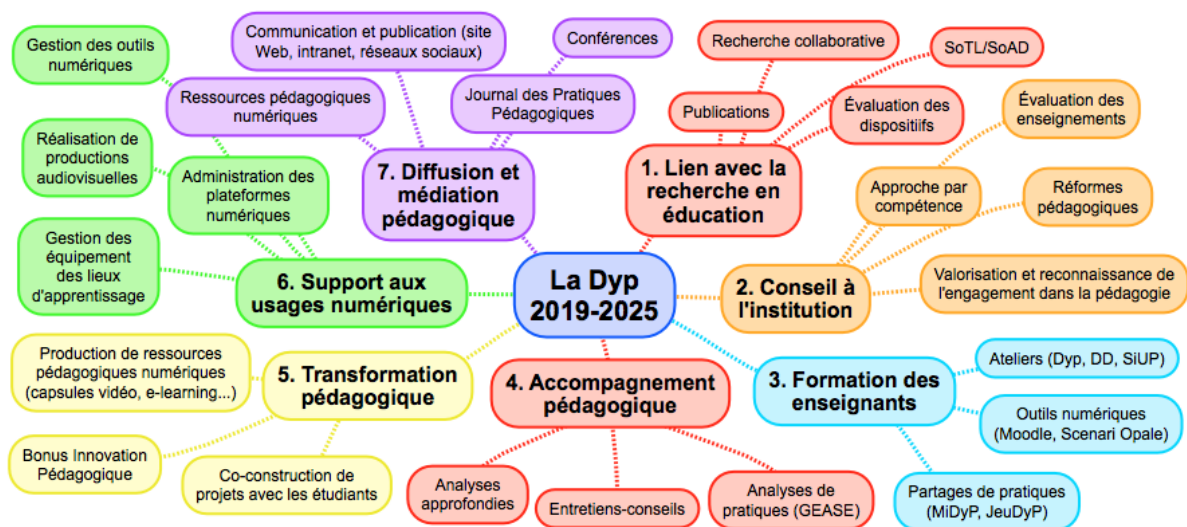 La Dyp
2019-2025
1. Lien avec la
recherche en
éducation
Publications
Recherche collaborative
SoTL/SoAD
Évaluation des
dispositiifs
2. Conseil à
l'institution
Approche par
compétence
Évaluation des
enseignements
Réformes
pédagogiques
Valorisation et reconnaissance de
l'engagement dans la pédagogie
3. Formation des
enseignants
Ateliers (Dyp, DD, SiUP)
Outils numériques
(Moodle, Scenari Opale)
Partages de pratiques
(MiDyP, JeuDyP)
4. Accompagnement
pédagogique
Analyses
approfondies
Entretiens-conseils
Analyses de
pratiques (GEASE)
5. Transformation
pédagogique
Production de ressources
pédagogiques numériques
(capsules vidéo, e-learning...)
Bonus Innovation
Pédagogique
Co-construction de
projets avec les étudiants
6. Support aux
usages numériques
Gestion des outils
numériques
Réalisation de
productions
audiovisuelles
Administration des
plateformes
numériques
Gestion des
équipement
des lieux
d'apprentissage
7. Diffusion et
médiation
pédagogique
Communication et publication (site
Web, intranet, réseaux sociaux)
Ressources pédagogiques
numériques
Conférences
Journal des Pratiques
Pédagogiques